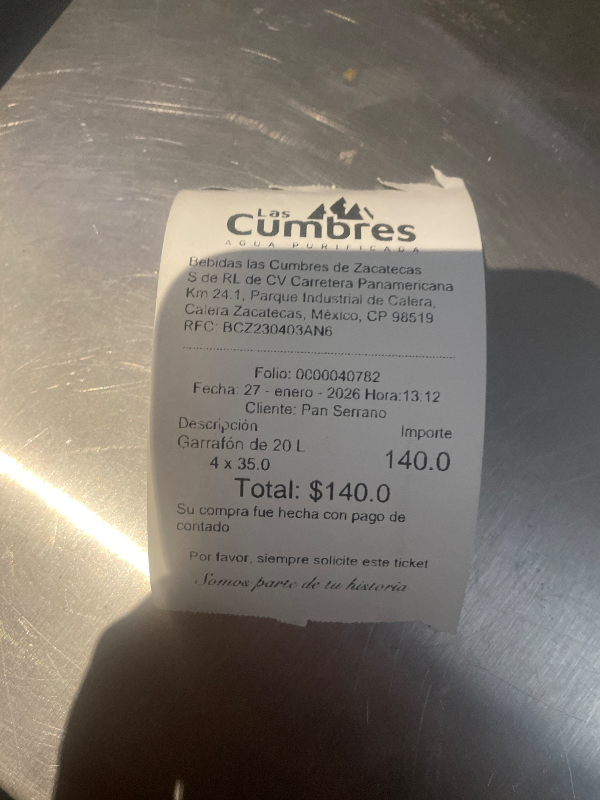 Las
Cumbres
AGUA PURIFICADA
Bebidas las Cumbres de Zacatecas
S de RL de CV Carretera Panamericana
Km 24.1, Parque Industrial de Calera,
Calera Zacatecas, México, CP 98519
RFC: BCZ230403AN6
Folio: 0000040782
Fecha: 27 - enero - 2026 Hora:13:12
Cliente: Pan Serrano
Descripción Importe
Garrafón de 20 L
4 x 35.0 140.0
Total: $140.0
Su compra fue hecha con pago de
contado
Por favor, siempre solicite este ticket
Somos parte de tu historia